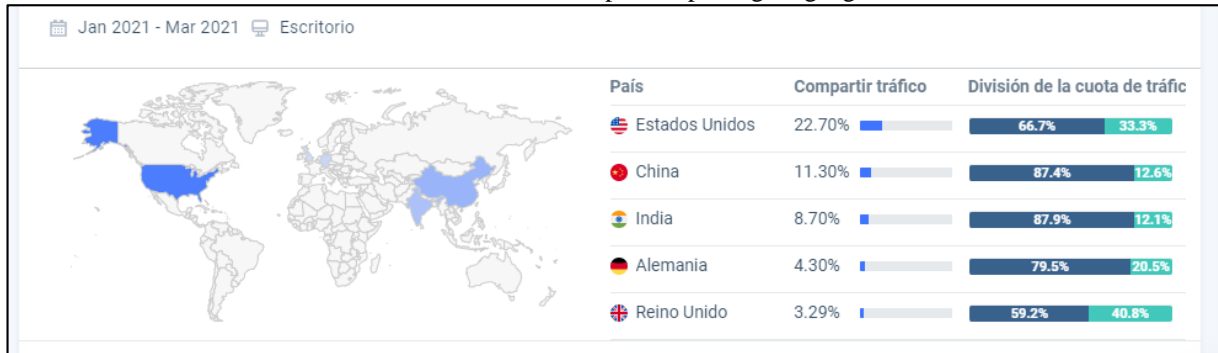 Jan 2021 - Mar 2021 Escritorio
País Compartir tráfico División de la cuota de tráfic
Estados Unidos 22.70% 66.7% 33.3%
China 11.30% 87.4% 12.6%
India 8.70% 87.9% 12.1%
Alemania 4.30% 79.5% 20.5%
Reino Unido 3.29% 59.2% 40.8%